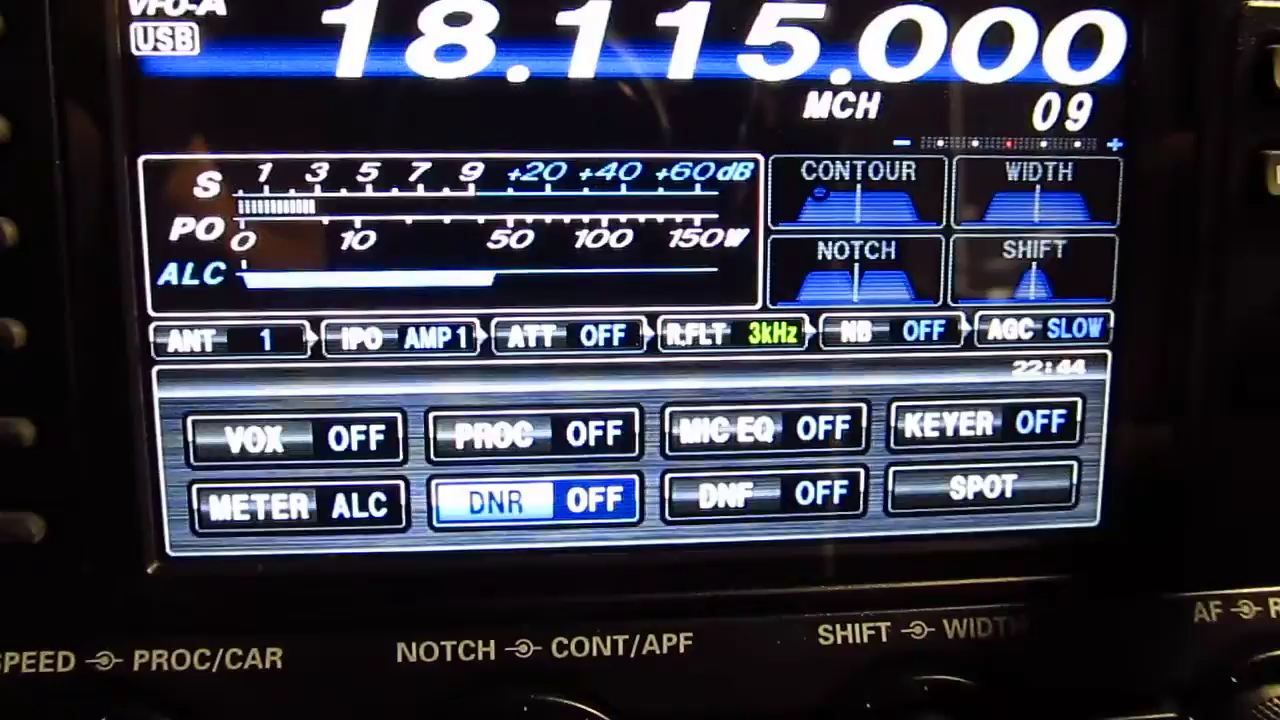 VFO-A
USB
18.115.000
MCH 09
− +
S 1 3 5 7 9 +20 +40 +60dB
PO 0 10 50 100 150W
ALC
CONTOUR WIDTH
NOTCH SHIFT
ANT 1 IPO AMP1 ATT OFF R.FLT 3kHz NB OFF AGC SLOW
22:44
VOX OFF PROC OFF MIC EQ OFF KEYER OFF
METER ALC DNR OFF DNF OFF SPOT
SPEED PROC/CAR NOTCH CONT/APF SHIFT WIDTH AF